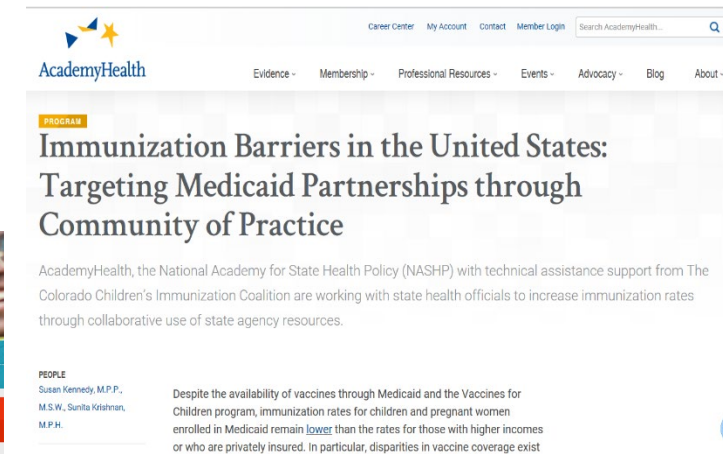 Career Center My Account Contact Member Login Search AcademyHealth...
AcademyHealth
Evidence Membership Professional Resources Events Advocacy Blog About
PROGRAM
Immunization Barriers in the United States:
Targeting Medicaid Partnerships through
Community of Practice
AcademyHealth, the National Academy for State Health Policy (NASHP) with technical assistance support from The
Colorado Children's Immunization Coalition are working with state health officials to increase immunization rates
through collaborative use of state agency resources.
PEOPLE
Susan Kennedy, M.P.P.,
M.S.W., Sunita Krishnan,
M.P.H.
Despite the availability of vaccines through Medicaid and the Vaccines for
Children program, immunization rates for children and pregnant women
enrolled in Medicaid remain lower than the rates for those with higher incomes
or who are privately insured. In particular, disparities in vaccine coverage exist